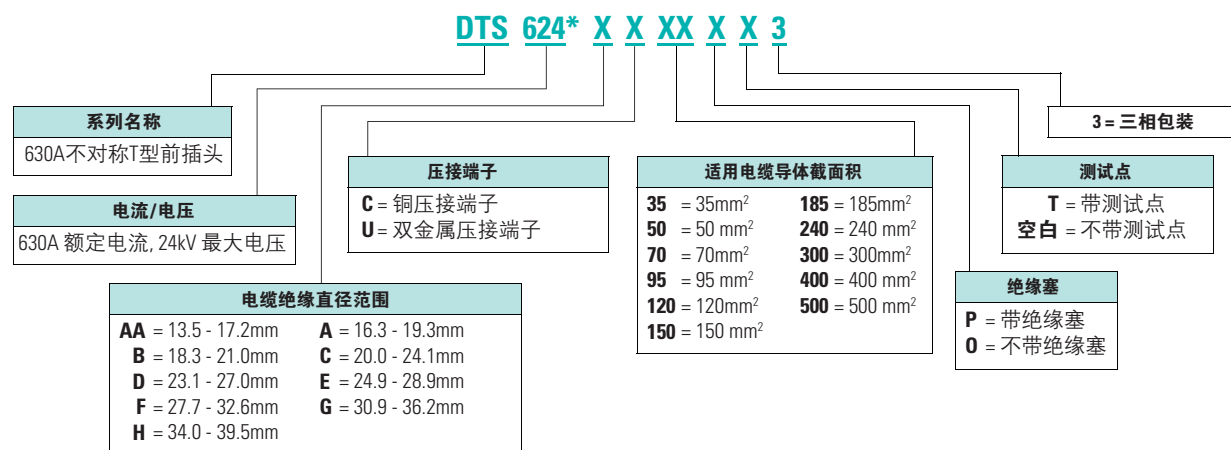 DTS 624* X X XX X X 3
系列名称
630A不对称T型前插头
电流/电压
630A 额定电流, 24kV 最大电压
电缆绝缘直径范围
AA = 13.5 - 17.2mm A = 16.3 - 19.3mm
B = 18.3 - 21.0mm C = 20.0 - 24.1mm
D = 23.1 - 27.0mm E = 24.9 - 28.9mm
F = 27.7 - 32.6mm G = 30.9 - 36.2mm
H = 34.0 - 39.5mm
压接端子
C = 铜压接端子
U = 双金属压接端子
适用电缆导体截面积
35 = 35mm² 185 = 185mm²
50 = 50 mm² 240 = 240 mm²
70 = 70mm² 300 = 300mm²
95 = 95 mm² 400 = 400 mm²
120 = 120mm² 500 = 500 mm²
150 = 150 mm²
绝缘塞
P = 带绝缘塞
O = 不带绝缘塞
测试点
T = 带测试点
空白 = 不带测试点
3 = 三相包装